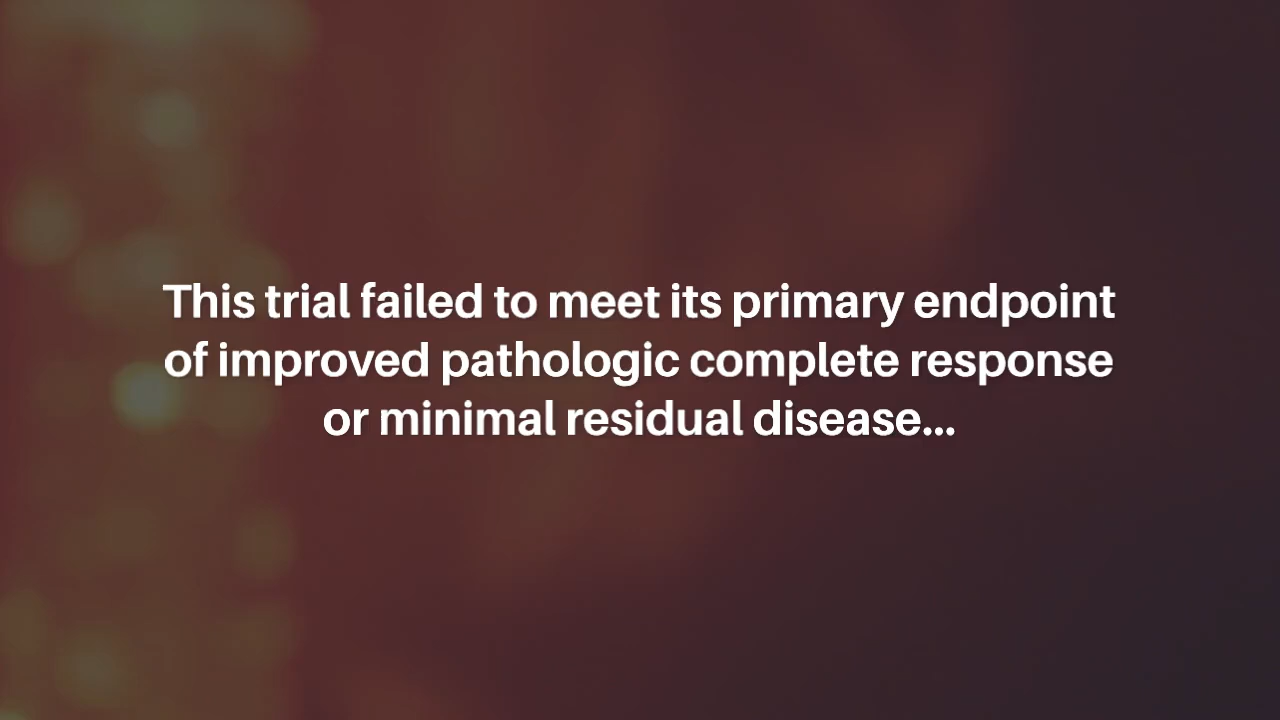 This trial failed to meet its primary endpoint
of improved pathologic complete response
or minimal residual disease...